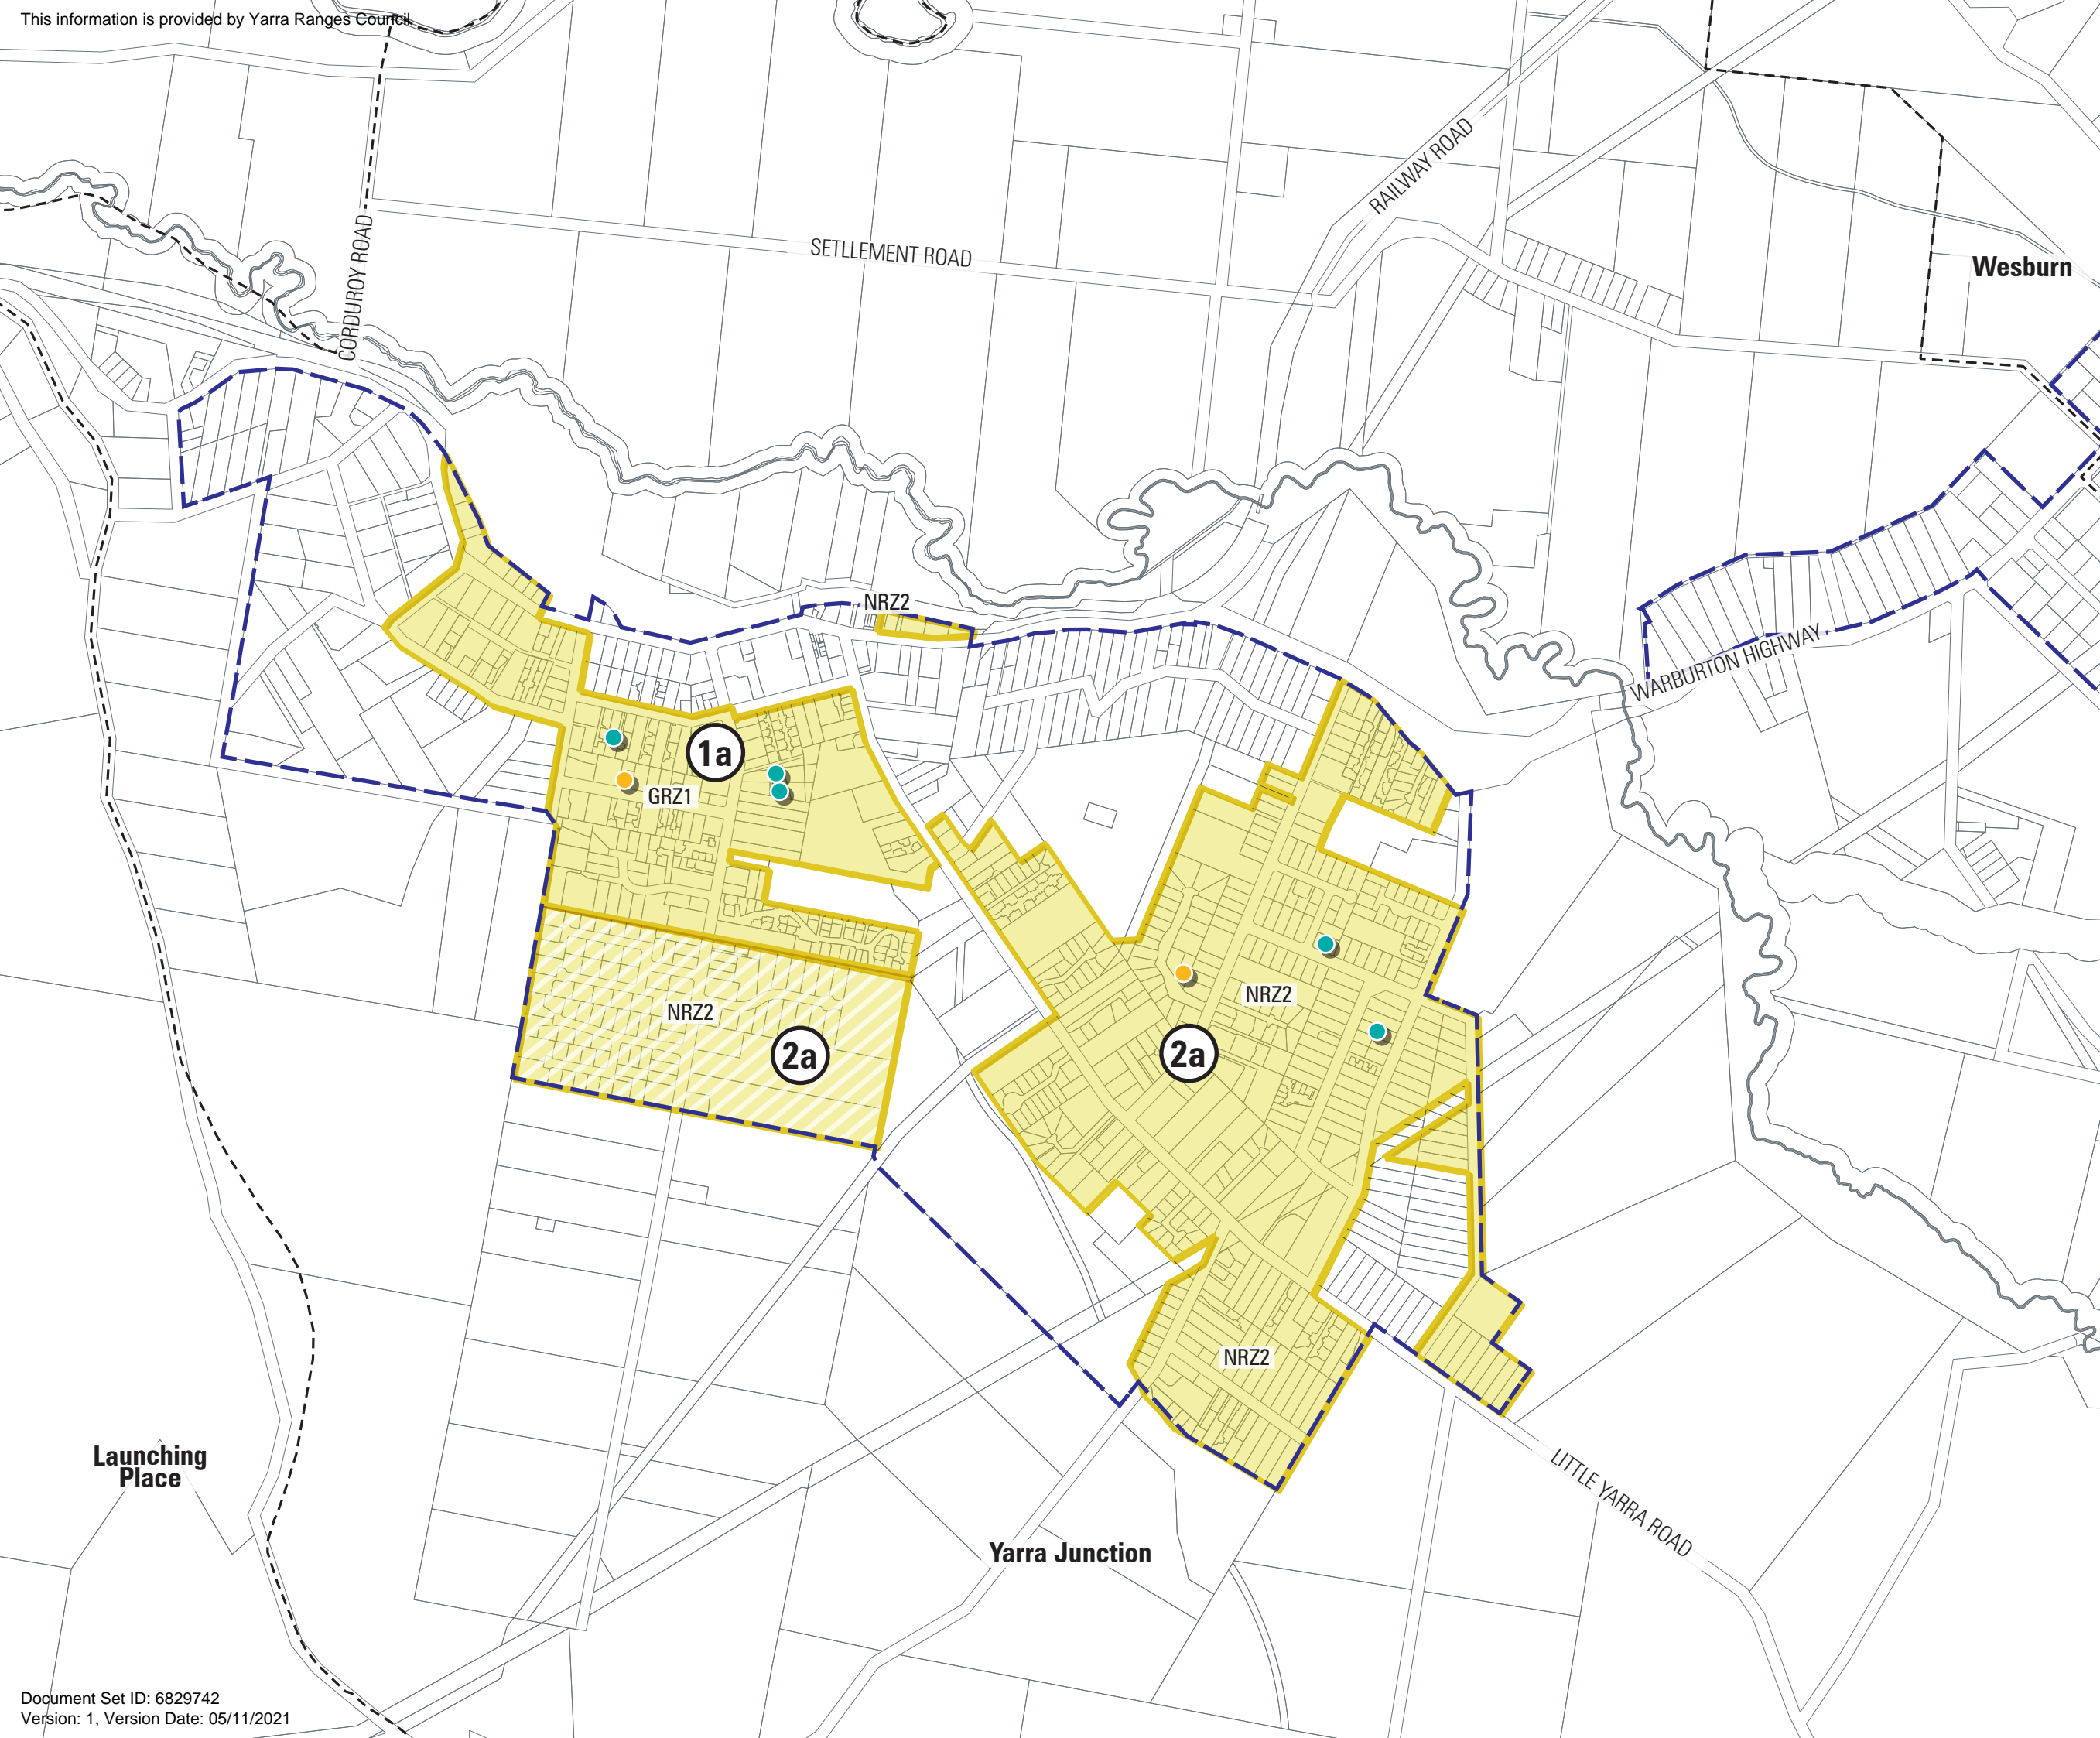 This information is provided by Yarra Ranges Council
RAILWAY ROAD
CORDUROY ROAD
SETLLEMENT ROAD
Wesburn
NRZ2
WARBURTON HIGHWAY
1a
GRZ1
NRZ2
NRZ2
2a
2a
NRZ2
Launching
Place
LITTLE YARRA ROAD
Yarra Junction
Document Set ID: 6829742
Version: 1, Version Date: 05/11/2021